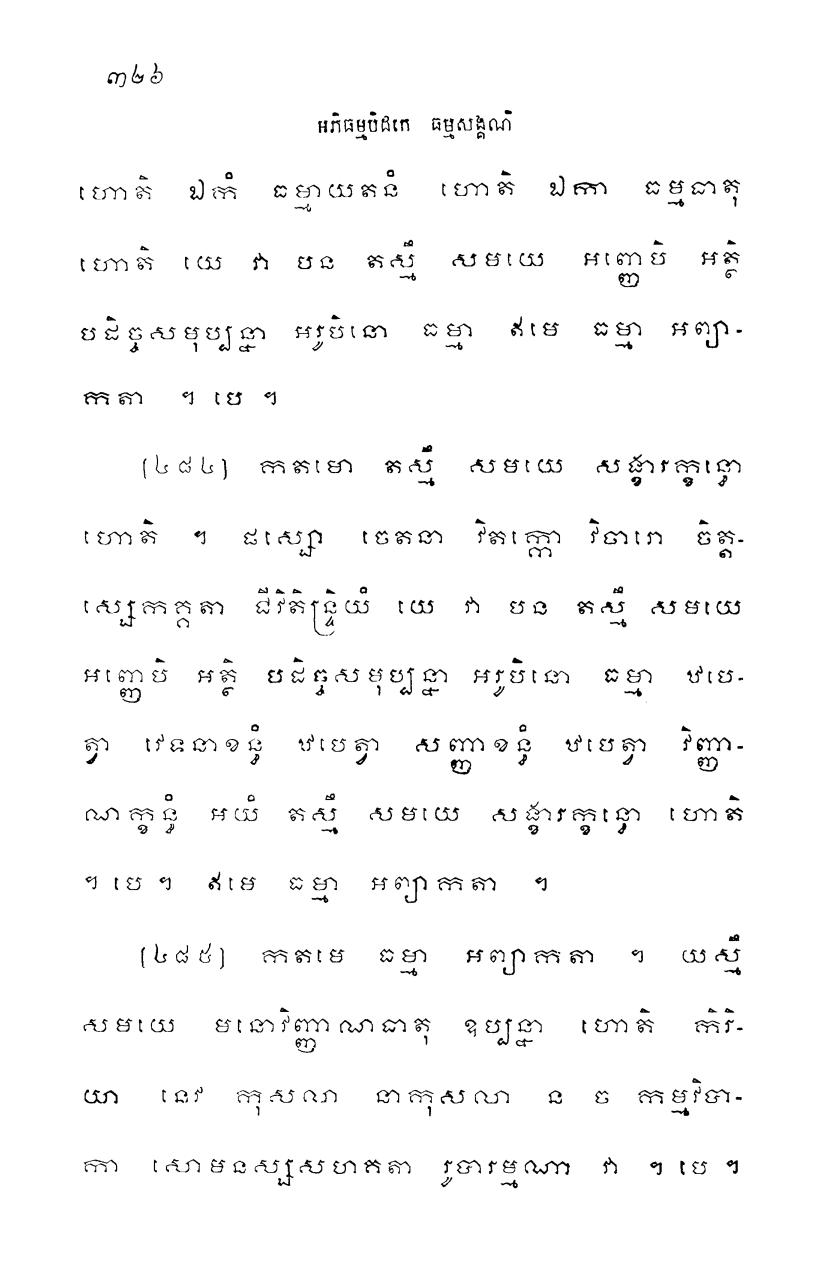 ៣២៦
អភិធម្មបិដកេ ធម្មសង្គណិ
ហោតិ ឯកំ ធម្មាយតនំ ហោតិ ឯកា ធម្មធាតុ
ហោតិ យេ វា បន តស្មឹ សមយេ អញ្ញេបិ អត្ថិ
បដិច្ចសមុប្បន្នា អរូបិនោ ធម្មា ឥមេ ធម្មា អព្យា-
កតា ។ បេ ។
(៤៨៤) កតមោ តស្មឹ សមយេ សង្ខារក្ខន្ធោ
ហោតិ ។ ផស្សោ ចេតនា វិតក្កោ វិចារោ ចិត្ត-
ស្សេកគ្គតា ជីវិតិន្ទ្រិយំ យេ វា បន តស្មឹ សមយេ
អញ្ញេបិ អត្ថិ បដិច្ចសមុប្បន្នា អរូបិនោ ធម្មា ឋបេ-
ត្វា វេទនាខន្ធំ ឋបេត្វា សញ្ញាខន្ធំ ឋបេត្វា វិញ្ញា-
ណក្ខន្ធំ អយំ តស្មឹ សមយេ សង្ខារក្ខន្ធោ ហោតិ
។ បេ ។ ឥមេ ធម្មា អព្យាកតា ។
(៤៨៥) កតមេ ធម្មា អព្យាកតា ។ យស្មឹ
សមយេ មនោវិញ្ញាណធាតុ ឧប្បន្នា ហោតិ កិរិ-
យា នេវ កុសលា នាកុសលា ន ច កម្មវិបា-
កា សោមនស្សសហគតា រូបារម្មណា វា ។ បេ ។